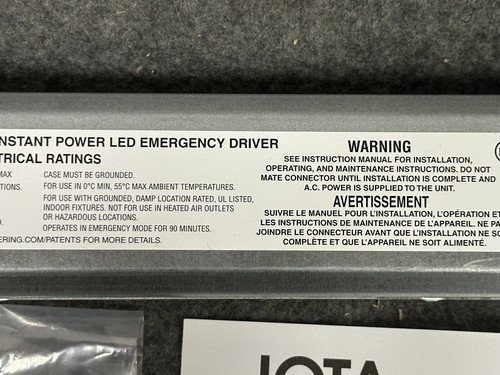 NSTANT POWER LED EMERGENCY DRIVER
TRICAL RATINGS
MAX
CASE MUST BE GROUNDED.
TIONS.
FOR USE IN 0°C MIN, 55°C MAX AMBIENT TEMPERATURES.
FOR USE WITH GROUNDED, DAMP LOCATION RATED, UL LISTED,
INDOOR FIXTURES. NOT FOR USE IN HEATED AIR OUTLETS
OR HAZARDOUS LOCATIONS.
OPERATES IN EMERGENCY MODE FOR 90 MINUTES.
ERING.COM/PATENTS FOR MORE DETAILS.
WARNING
SEE INSTRUCTION MANUAL FOR INSTALLATION,
OPERATING, AND MAINTENANCE INSTRUCTIONS. DO NOT
MATE CONNECTOR UNTIL INSTALLATION IS COMPLETE AND
A.C. POWER IS SUPPLIED TO THE UNIT.
AVERTISSEMENT
SUIVRE LE MANUEL POUR L'INSTALLATION, L'OPÉRATION ET
LES INSTRUCTIONS DE MAINTENANCE DE L'APPAREIL. NE PA
JOINDRE LE CONNECTEUR AVANT QUE L'INSTALLATION NE SO
COMPLÈTE ET QUE L'APPAREIL NE SOIT ALIMENTÉ.
IOTA